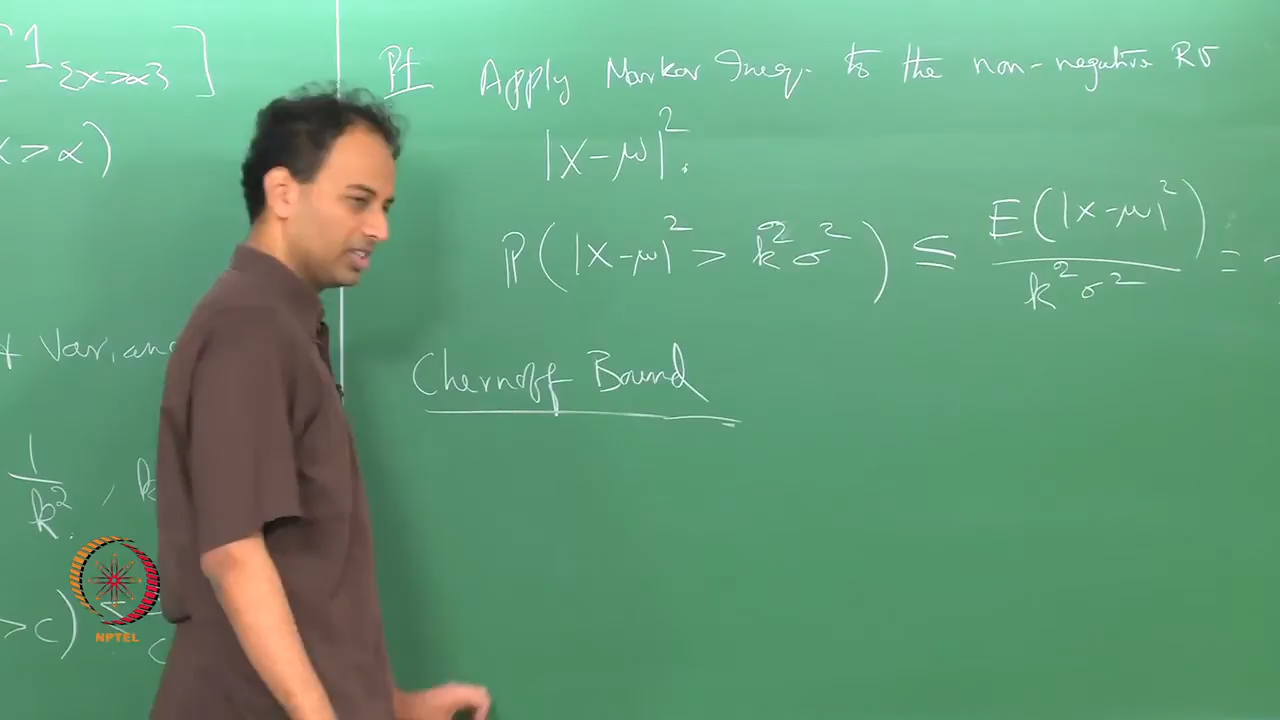 [1_{X>α}]
X > α)
Variance
1/k² , k
>c) ≤
Pf Apply Markov Ineq. to the non-negative RV
|X-μ|².
ℙ(|X-μ|² > k²σ²) ≤ E(|X-μ|²)/k²σ² =
Chernoff Bound
NPTEL